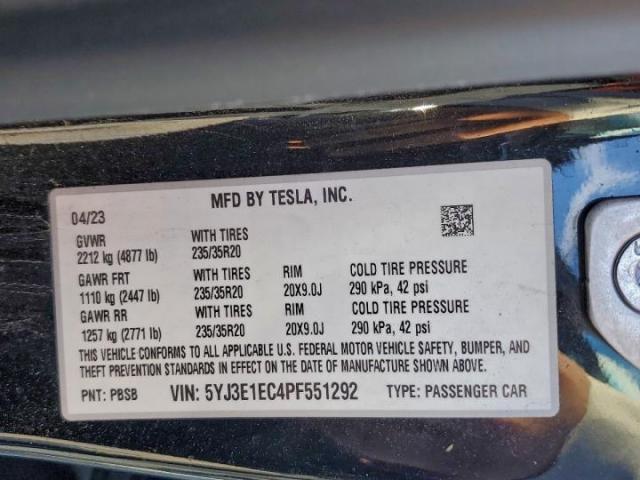 MFD BY TESLA, INC.
04/23
GVWR WITH TIRES
2212 kg (4877 lb) 235/35R20
GAWR FRT WITH TIRES RIM COLD TIRE PRESSURE
1110 kg (2447 lb) 235/35R20 20X9.0J 290 kPa, 42 psi
GAWR RR WITH TIRES RIM COLD TIRE PRESSURE
1257 kg (2771 lb) 235/35R20 20X9.0J 290 kPa, 42 psi
THIS VEHICLE CONFORMS TO ALL APPLICABLE U.S. FEDERAL MOTOR VEHICLE SAFETY, BUMPER, AND
THEFT PREVENTION STANDARDS IN EFFECT ON THE DATE OF MANUFACTURE SHOWN ABOVE.
PNT: PBSB VIN: 5YJ3E1EC4PF551292 TYPE: PASSENGER CAR